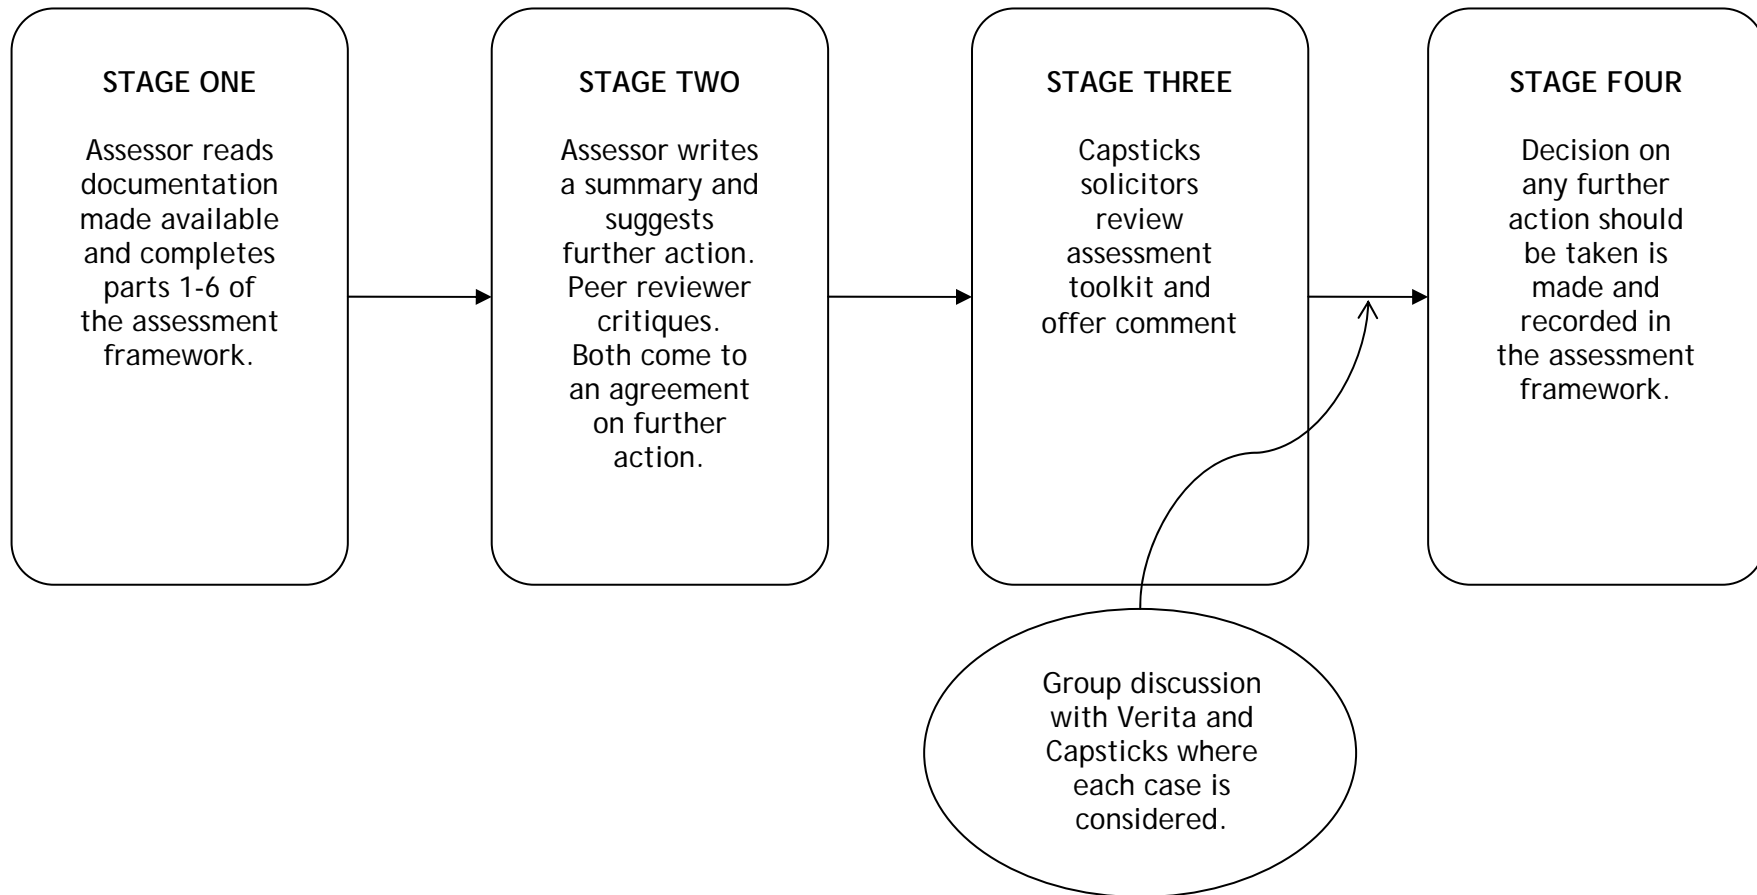 STAGE ONE
Assessor reads
documentation
made available
and completes
parts 1-6 of
the assessment
framework.
STAGE TWO
Assessor writes
a summary and
suggests
further action.
Peer reviewer
critiques.
Both come to
an agreement
on further
action.
STAGE THREE
Capsticks
solicitors
review
assessment
toolkit and
offer comment
STAGE FOUR
Decision on
any further
action should
be taken is
made and
recorded in
the assessment
framework.
Group discussion
with Verita and
Capsticks where
each case is
considered.